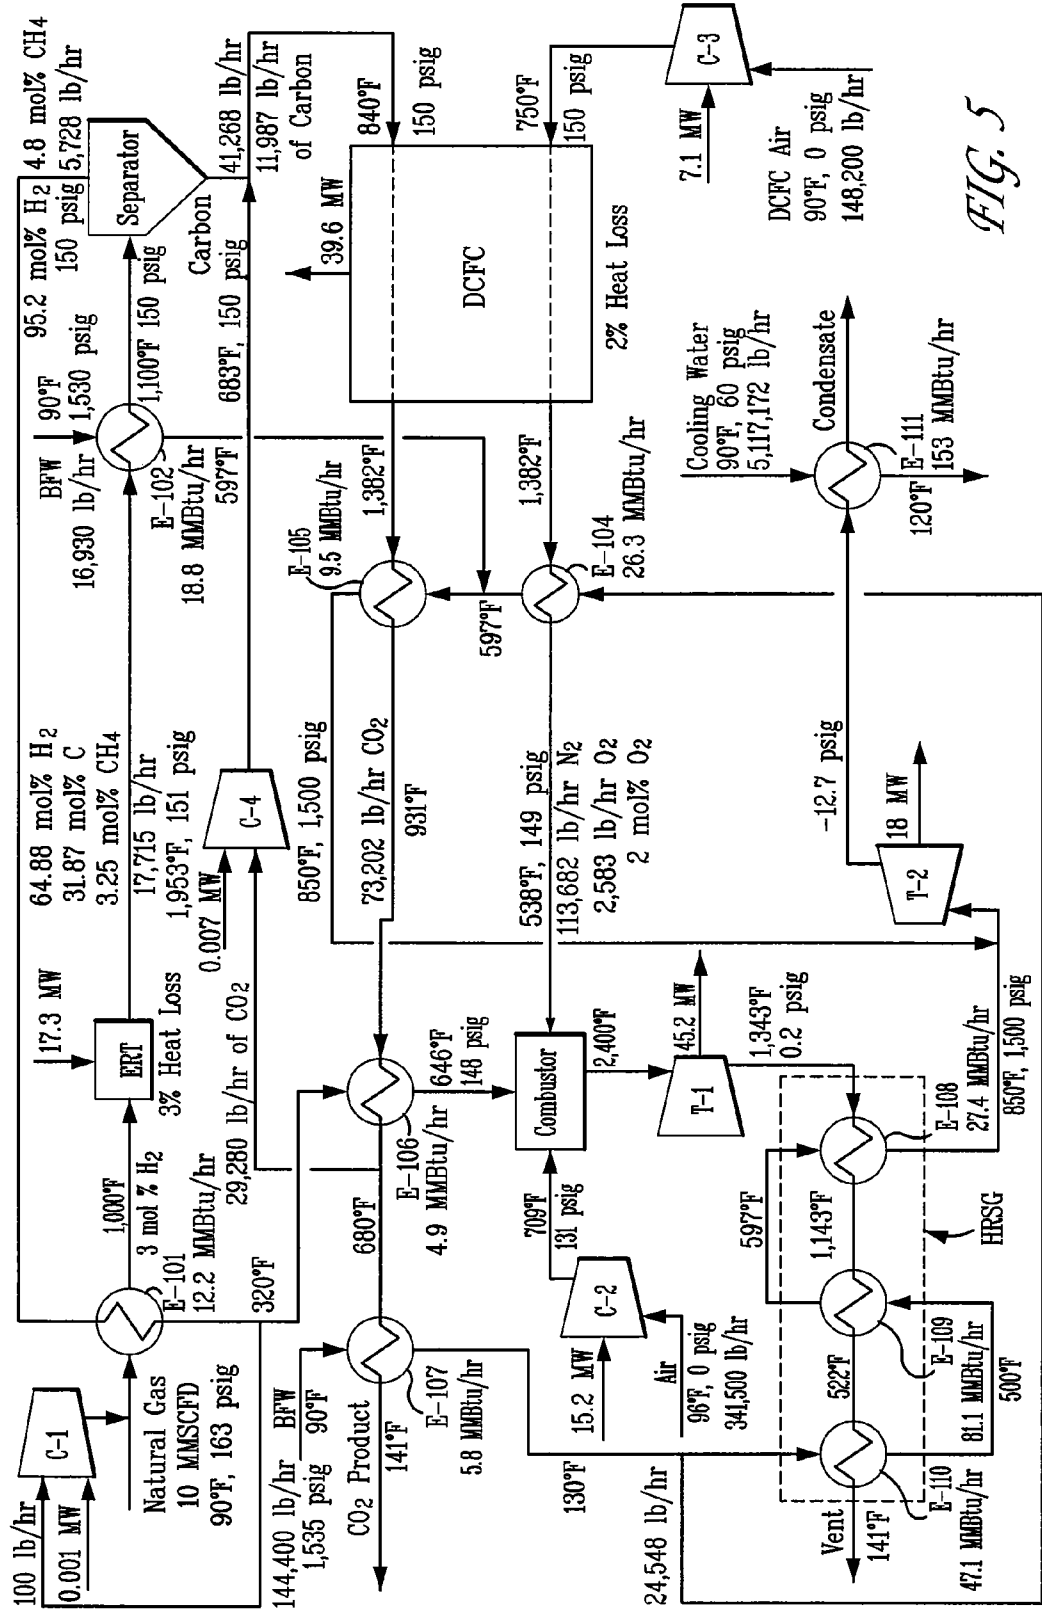 100 lb/hr
0.001 MW
C-1
Natural Gas
10 MMSCFD
90°F, 163 psig
1,000°F
3 mol % H2
E-101
12.2 MMBtu/hr
320°F
17.3 MW
ERT
3% Heat Loss
29,280 lb/hr of CO2
64.88 mol% H2
31.87 mol% C
3.25 mol% CH4
17,715 lb/hr
1,953°F, 151 psig
0.007 MW
C-4
BFW
16,930 lb/hr
90°F
1,530 psig
E-102
18.8 MMBtu/hr
597°F
1,100°F 150 psig
683°F, 150 psig
95.2 mol% H2
4.8 mol% CH4
150 psig
5,728 lb/hr
Separator
Carbon
41,268 lb/hr
11,987 lb/hr
of Carbon
840°F
150 psig
39.6 MW
DCFC
2% Heat Loss
750°F
150 psig
C-3
7.1 MW
DCFC Air
90°F, 0 psig
148,200 lb/hr
1,382°F
1,382°F
E-105
9.5 MMBtu/hr
597°F
E-104
26.3 MMBtu/hr
850°F, 1,500 psig
73,202 lb/hr CO2
931°F
538°F, 149 psig
113,682 lb/hr N2
2,583 lb/hr O2
2 mol% O2
680°F
E-106
4.9 MMBtu/hr
646°F
148 psig
144,400 lb/hr BFW
1,535 psig 90°F
CO2 Product
141°F
E-107
5.8 MMBtu/hr
130°F
24,548 lb/hr
15.2 MW
C-2
Air
96°F, 0 psig
341,500 lb/hr
709°F
131 psig
Combustor
2,400°F
T-1
45.2 MW
1,343°F
0.2 psig
Vent
141°F
E-110
47.1 MMBtu/hr
522°F
E-109
81.1 MMBtu/hr
500°F
597°F
1,143°F
HRSG
E-108
27.4 MMBtu/hr
850°F, 1,500 psig
T-2
18 MW
-12.7 psig
Cooling Water
90°F, 60 psig
5,117,172 lb/hr
Condensate
E-111
153 MMBtu/hr
120°F
FIG. 5